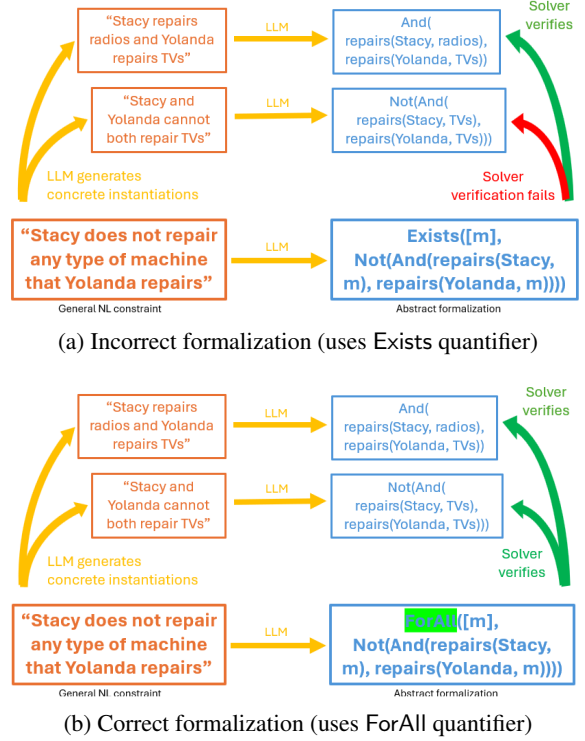 “Stacy repairs
radios and Yolanda
repairs TVs”
LLM
And(
repairs(Stacy, radios),
repairs(Yolanda, TVs))
Solver
verifies
“Stacy and
Yolanda cannot
both repair TVs”
LLM
Not(And(
repairs(Stacy, TVs),
repairs(Yolanda, TVs)))
LLM generates
concrete instantiations
Solver
verification fails
“Stacy does not repair
any type of machine
that Yolanda repairs”
LLM
Exists([m],
Not(And(repairs(Stacy,
m), repairs(Yolanda, m))))
General NL constraint
Abstract formalization
(a) Incorrect formalization (uses Exists quantifier)
“Stacy repairs
radios and Yolanda
repairs TVs”
LLM
And(
repairs(Stacy, radios),
repairs(Yolanda, TVs))
Solver
verifies
“Stacy and
Yolanda cannot
both repair TVs”
LLM
Not(And(
repairs(Stacy, TVs),
repairs(Yolanda, TVs)))
LLM generates
concrete instantiations
Solver
verifies
“Stacy does not repair
any type of machine
that Yolanda repairs”
LLM
ForAll([m],
Not(And(repairs(Stacy,
m), repairs(Yolanda, m))))
General NL constraint
Abstract formalization
(b) Correct formalization (uses ForAll quantifier)